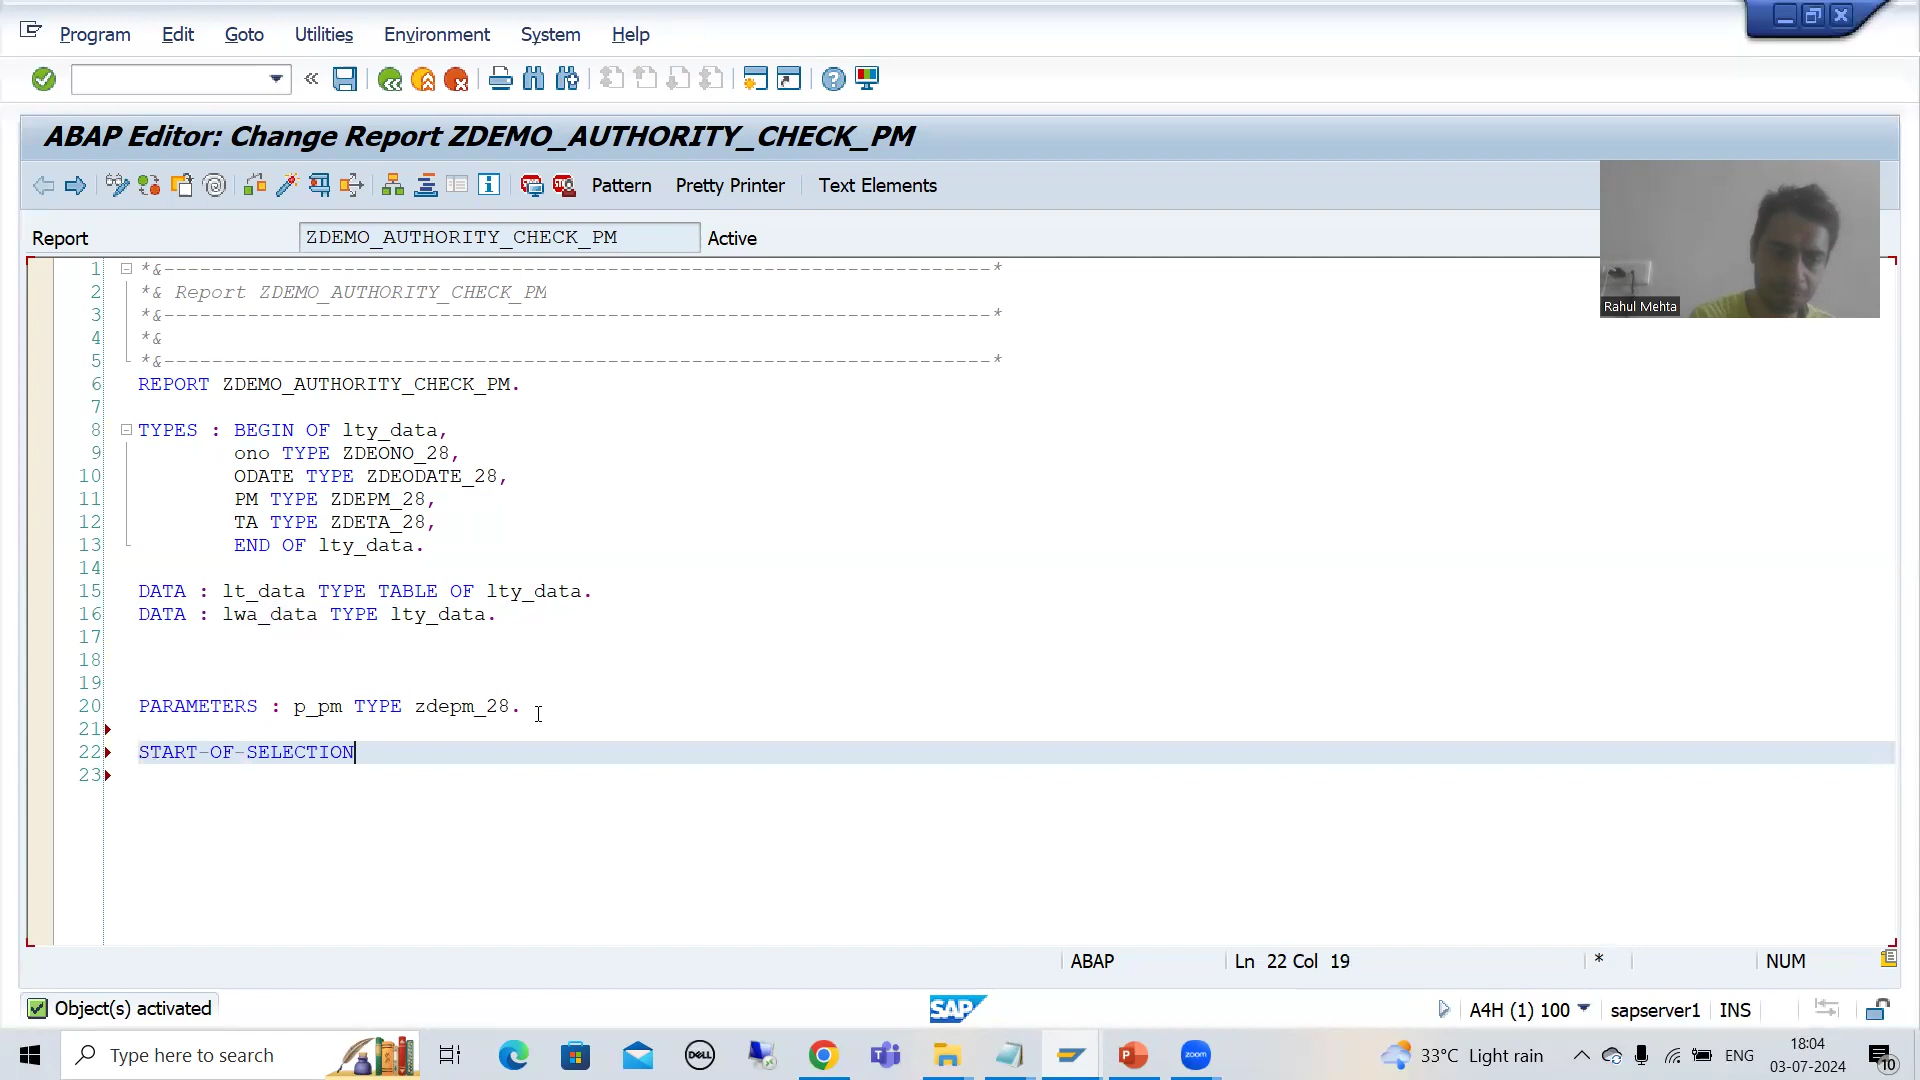 Program Edit Goto Utilities Environment System Help
ABAP Editor: Change Report ZDEMO_AUTHORITY_CHECK_PM
Pattern Pretty Printer Text Elements
Report ZDEMO_AUTHORITY_CHECK_PM Active
Rahul Mehta
1 *&---------------------------------------------------------------------*
2 *& Report ZDEMO_AUTHORITY_CHECK_PM
3 *&---------------------------------------------------------------------*
4 *&
5 *&---------------------------------------------------------------------*
6 REPORT ZDEMO_AUTHORITY_CHECK_PM.
7
8 TYPES : BEGIN OF lty_data,
9 ono TYPE ZDEONO_28,
10 ODATE TYPE ZDEODATE_28,
11 PM TYPE ZDEPM_28,
12 TA TYPE ZDETA_28,
13 END OF lty_data.
14
15 DATA : lt_data TYPE TABLE OF lty_data.
16 DATA : lwa_data TYPE lty_data.
17
18
19
20 PARAMETERS : p_pm TYPE zdepm_28.
21
22 START-OF-SELECTION
23
ABAP Ln 22 Col 19 * NUM
Object(s) activated SAP A4H (1) 100 sapserver1 INS
Type here to search DELL zoom 33°C Light rain ENG 18:04
03-07-2024 10